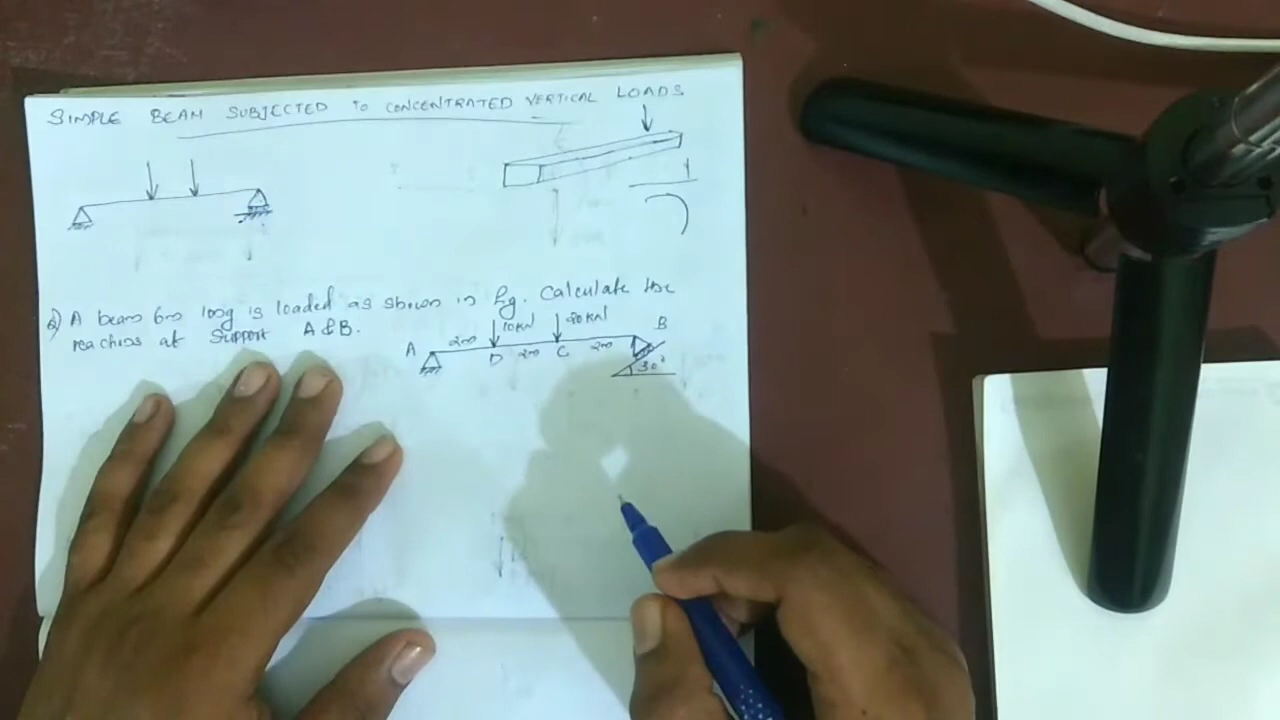 SIMPLE BEAM SUBJECTED to CONCENTRATED VERTICAL LOADS
Q) A beam 6m long is loaded as shown in fig. Calculate the
reactions at support A & B.
10KN 20KN
A 2m D 2m C 2m B
30°